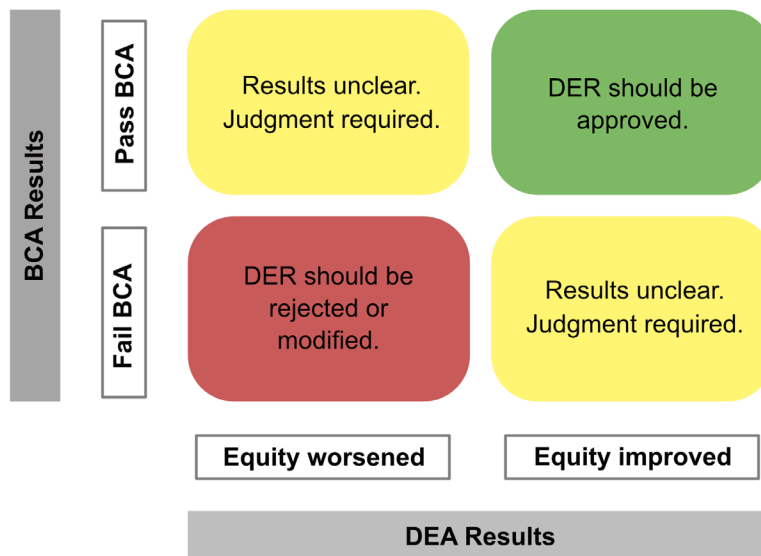 BCA Results
Pass BCA
Results unclear.
Judgment required.
DER should be
approved.
Fail BCA
DER should be
rejected or
modified.
Results unclear.
Judgment required.
Equity worsened
Equity improved
DEA Results